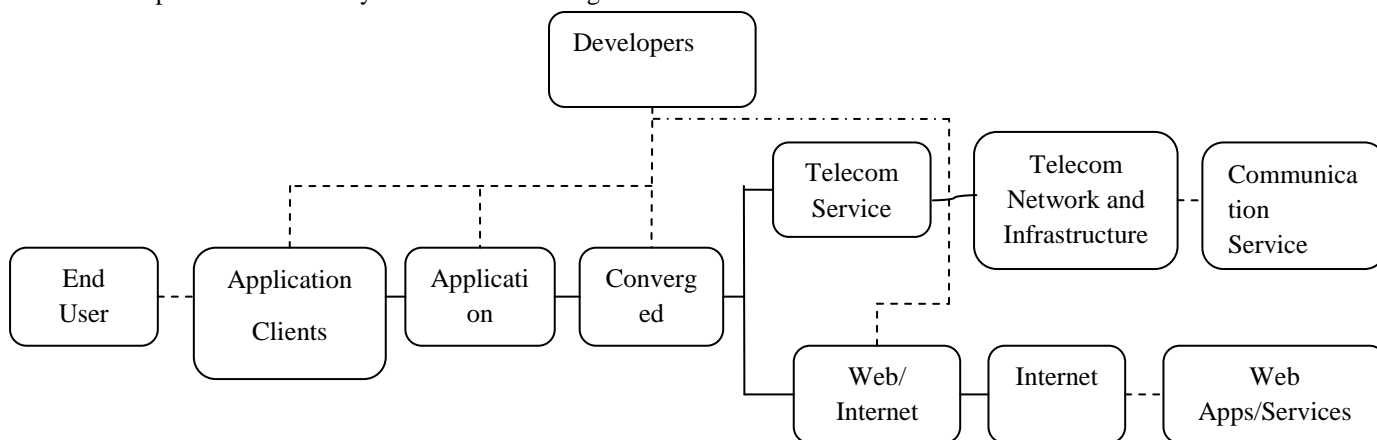 Developers
Telecom
Service
Telecom
Network and
Infrastructure
Communica
tion
Service
End
User
Application
Clients
Applicati
on
Converg
ed
Web/
Internet
Internet
Web
Apps/Services